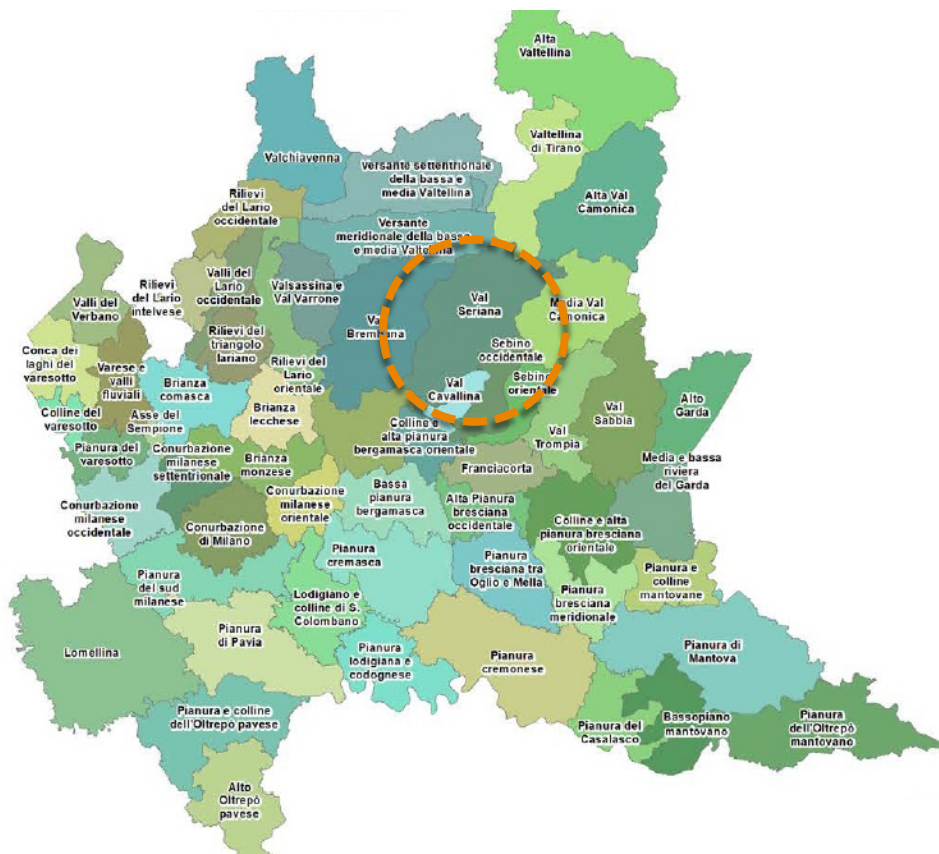 Alta
Valtellina
Valtellina
di Tirano
Valchiavenna
versante settentrionale
della bassa e
media Valtellina
Alta Val
Camonica
Rilievi
del Lario
occidentale
Versante
meridionale della bassa
e media Valtellina
Valli del
Verbano
Rilievi
del Lario
intelvese
Valli del
Lario
occidentale
Valsassina e
Val Varrone
Val
Brembana
Val
Seriana
Media Val
Camonica
Conca dei
laghi del
varesotto
Varese e
valli
fluviali
Rilievi del
triangolo
lariano
Rilievi del
Lario
orientale
Sebino
occidentale
Sebino
orientale
Val
Cavallina
Brianza
comasca
Brianza
lecchese
Val
Sabbia
Alto
Garda
Colline del
varesotto
Asse del
Sempione
Colline e
alta pianura
bergamasca orientale
Val
Trompia
Pianura del
varesotto
Conurbazione
milanese
settentrionale
Brianza
monzese
Franciacorta
Media e bassa
riviera
del Garda
Conurbazione
milanese
occidentale
Conurbazione
di Milano
Conurbazione
milanese
orientale
Bassa
pianura
bergamasca
Alta Pianura
bresciana
occidentale
Colline e alta
pianura bresciana
orientale
Pianura
del sud
milanese
Pianura
cremasca
Pianura
bresciana tra
Oglio e Mella
Pianura
bresciana
meridionale
Pianura e
colline
mantovane
Lomellina
Pianura
di Pavia
Lodigiano e
colline di S.
Colombano
Pianura
lodigiana e
codognese
Pianura
cremonese
Pianura di
Mantova
Pianura e colline
dell'Oltrepò pavese
Pianura del
Casalasco
Bassopiano
mantovano
Pianura
dell'Oltrepò
mantovano
Alto
Oltrepò
pavese